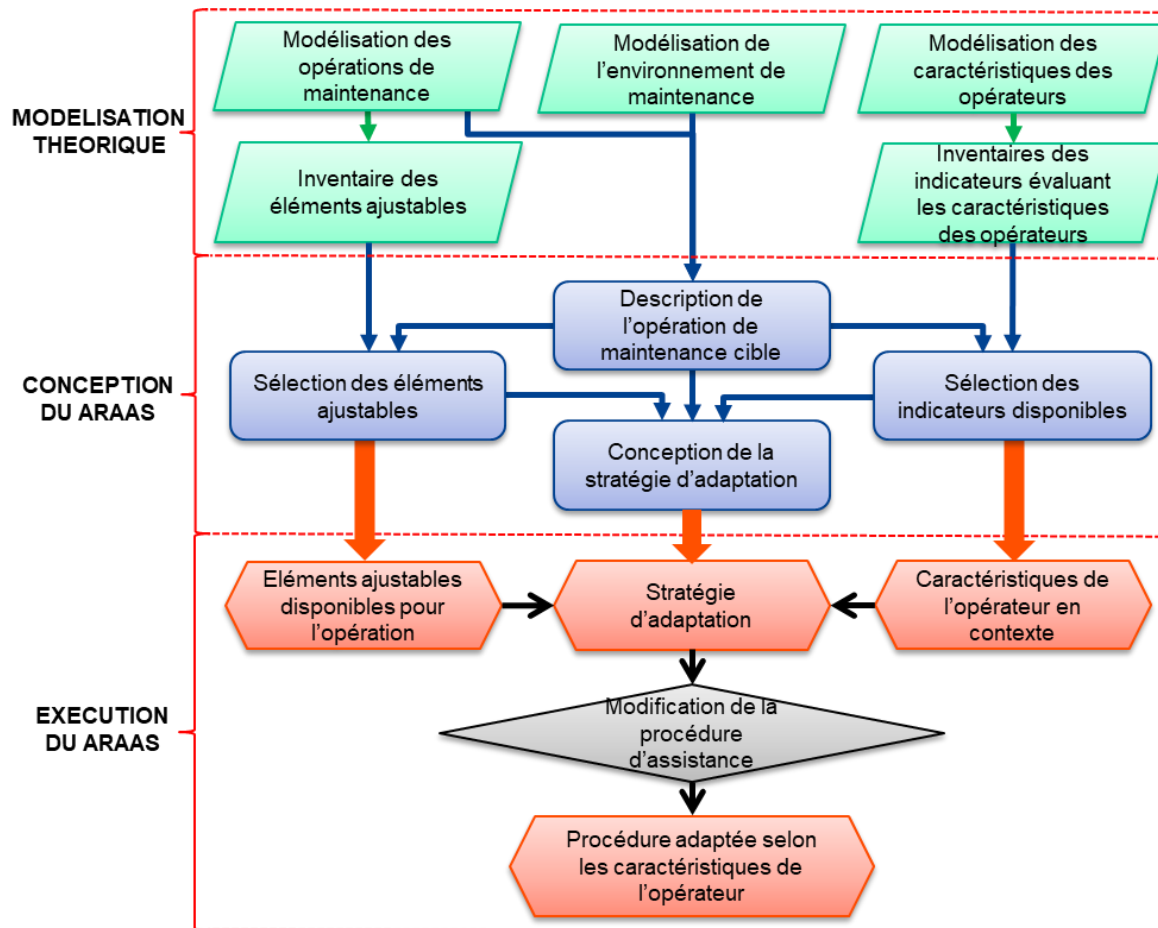 Modélisation des
opérations de
maintenance
Modélisation de
l'environnement de
maintenance
Modélisation des
caractéristiques des
opérateurs
MODELISATION
THEORIQUE
Inventaire des
éléments ajustables
Inventaires des
indicateurs évaluant
les caractéristiques
des opérateurs
Description de
l'opération de
maintenance cible
CONCEPTION
DU ARAAS
Sélection des éléments
ajustables
Sélection des
indicateurs disponibles
Conception de la
stratégie d'adaptation
Eléments ajustables
disponibles pour
l'opération
Stratégie
d'adaptation
Caractéristiques de
l'opérateur en
contexte
EXECUTION
DU ARAAS
Modification de la
procédure
d'assistance
Procédure adaptée selon
les caractéristiques de
l'opérateur